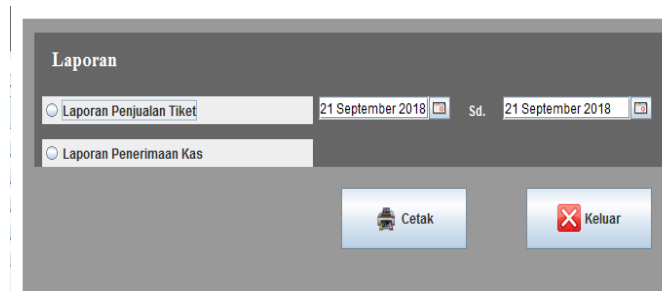 Laporan
Laporan Penjualan Tiket 21 September 2018 Sd. 21 September 2018
Laporan Penerimaan Kas
Cetak Keluar